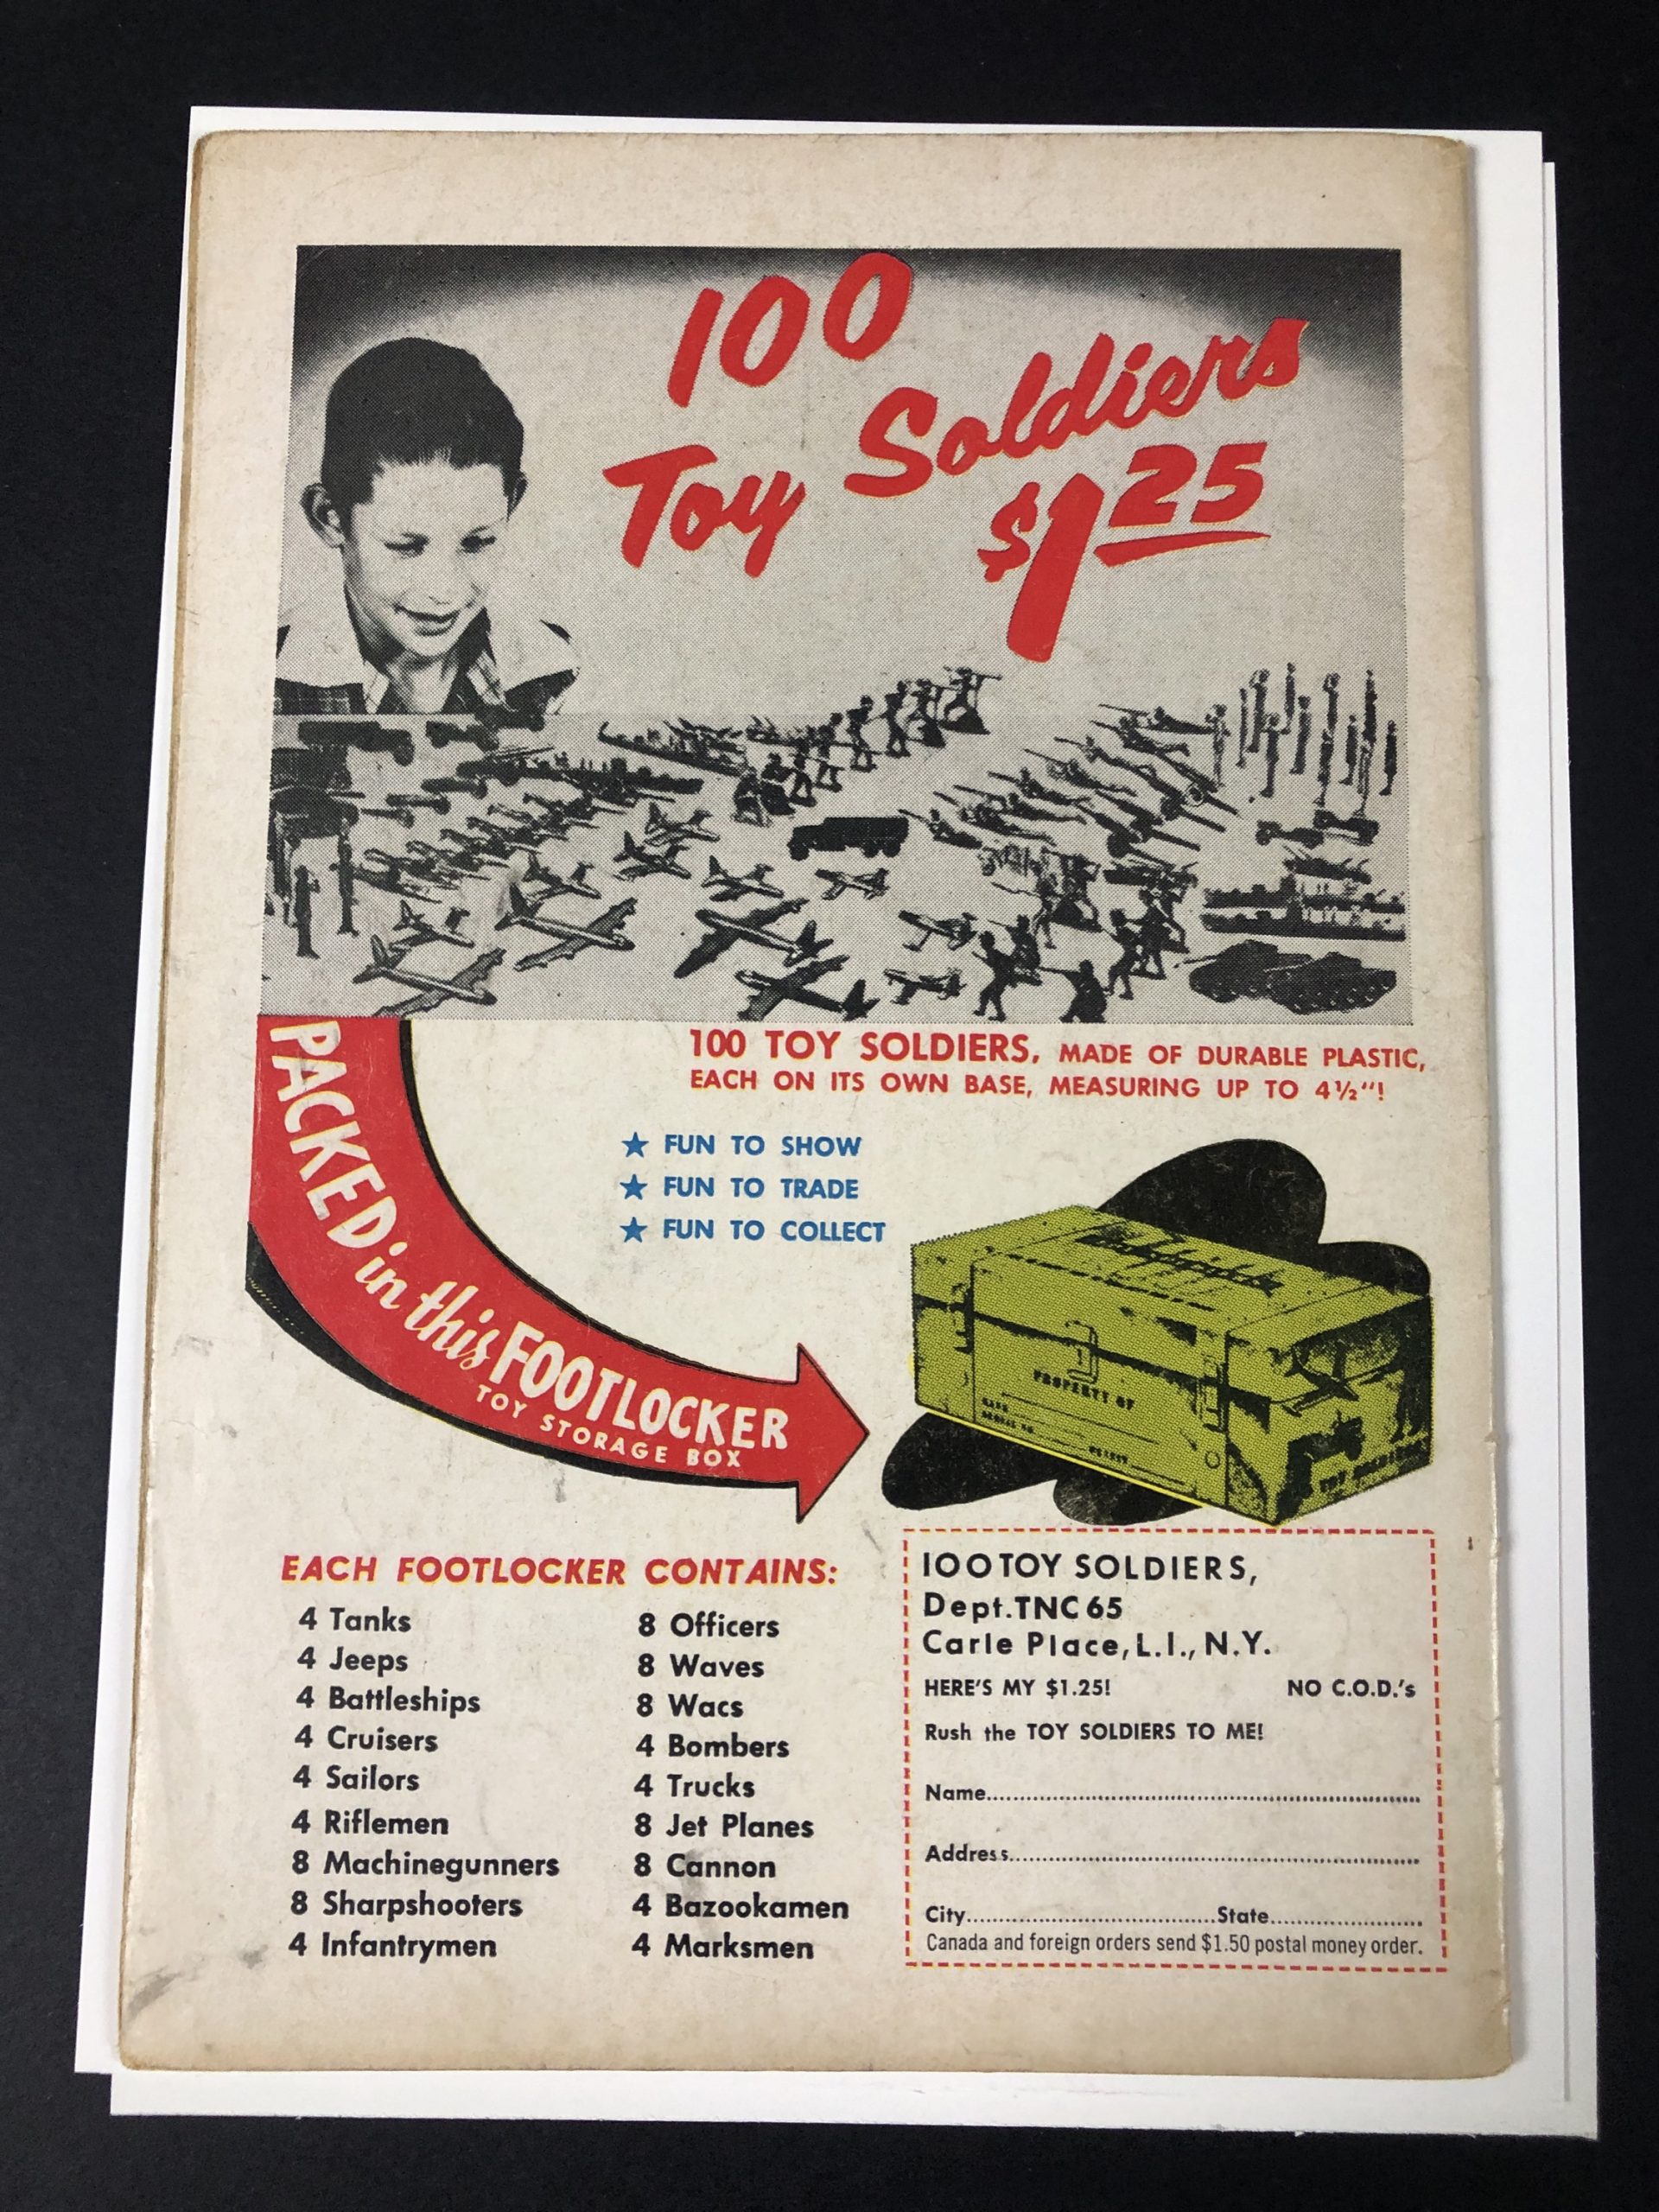 100
Toy Soldiers
$1 25
100 TOY SOLDIERS, MADE OF DURABLE PLASTIC,
EACH ON ITS OWN BASE, MEASURING UP TO 4½"!
★ FUN TO SHOW
★ FUN TO TRADE
★ FUN TO COLLECT
PACKED in this FOOTLOCKER
TOY STORAGE BOX
PROPERTY OF
EACH FOOTLOCKER CONTAINS:
4 Tanks
4 Jeeps
4 Battleships
4 Cruisers
4 Sailors
4 Riflemen
8 Machinegunners
8 Sharpshooters
4 Infantrymen
8 Officers
8 Waves
8 Wacs
4 Bombers
4 Trucks
8 Jet Planes
8 Cannon
4 Bazookamen
4 Marksmen
100 TOY SOLDIERS,
Dept. TNC 65
Carle Place, L.I., N.Y.
HERE'S MY $1.25! NO C.O.D.'s
Rush the TOY SOLDIERS TO ME!
Name
Address
City State
Canada and foreign orders send $1.50 postal money order.